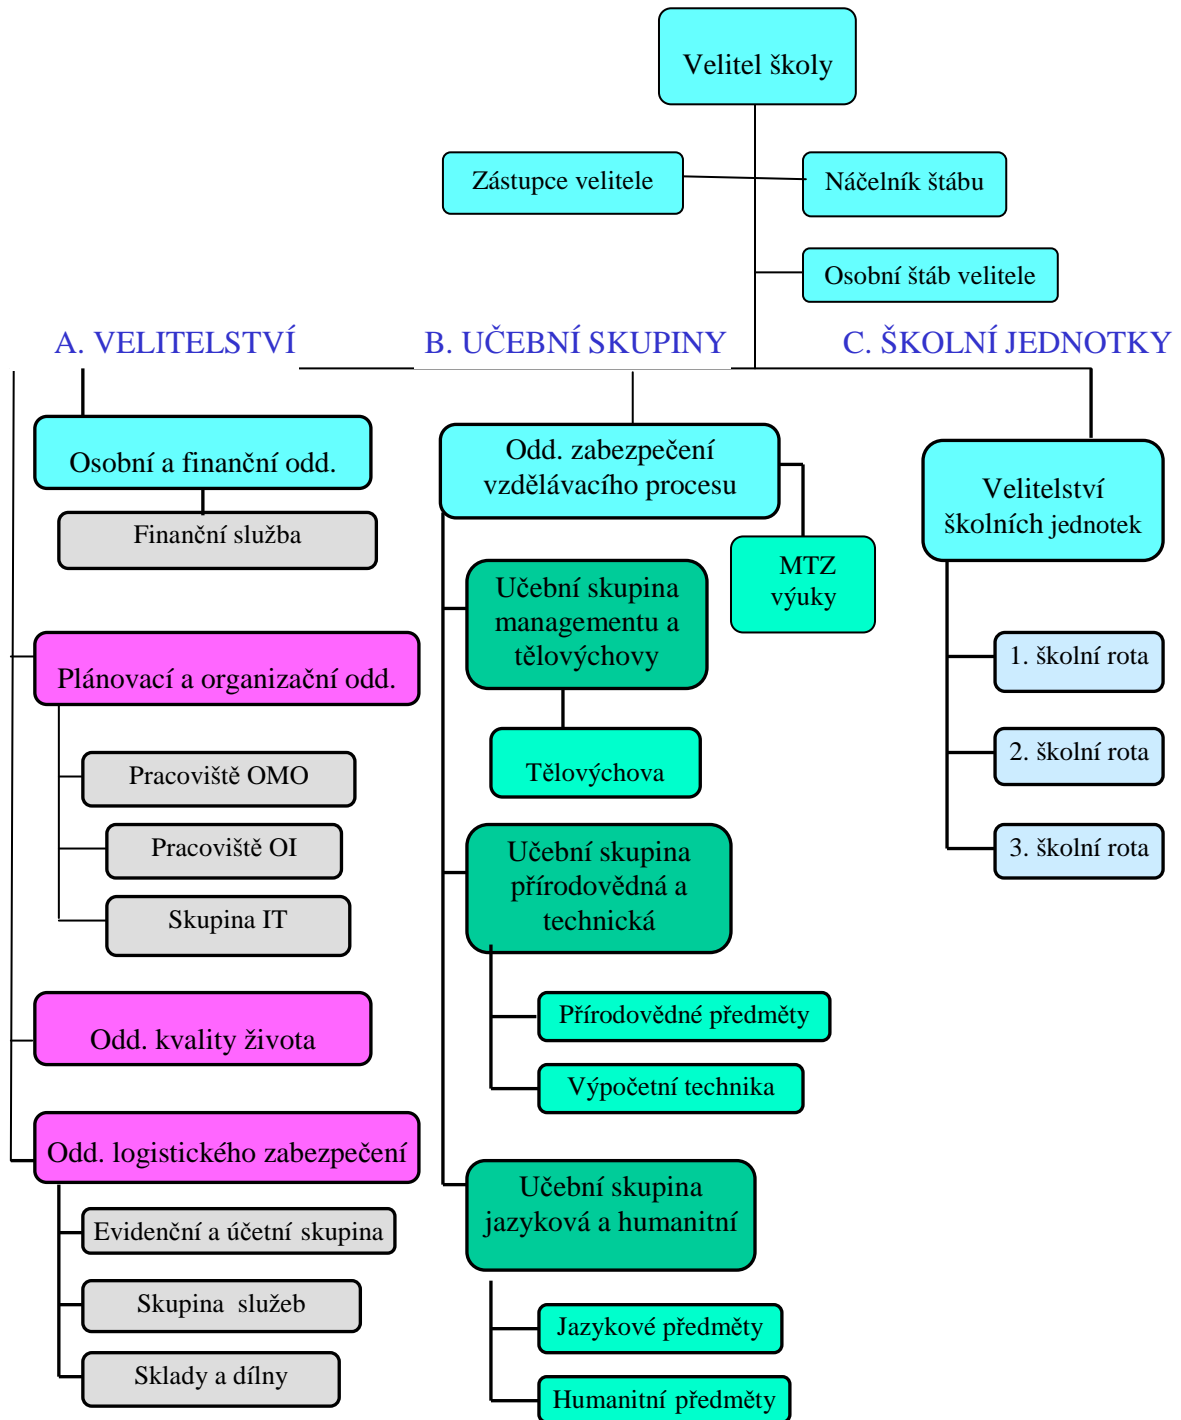 Velitel školy
Zástupce velitele
Náčelník štábu
Osobní štáb velitele
A. VELITELSTVÍ
B. UČEBNÍ SKUPINY
C. ŠKOLNÍ JEDNOTKY
Osobní a finanční odd.
Finanční služba
Plánovací a organizační odd.
Pracoviště OMO
Pracoviště OI
Skupina IT
Odd. kvality života
Odd. logistického zabezpečení
Evidenční a účetní skupina
Skupina služeb
Sklady a dílny
Odd. zabezpečení
vzdělávacího procesu
MTZ
výuky
Učební skupina
managementu a
tělovýchovy
Tělovýchova
Učební skupina
přírodovědná a
technická
Přírodovědné předměty
Výpočetní technika
Učební skupina
jazyková a humanitní
Jazykové předměty
Humanitní předměty
Velitelství
školních jednotek
1. školní rota
2. školní rota
3. školní rota